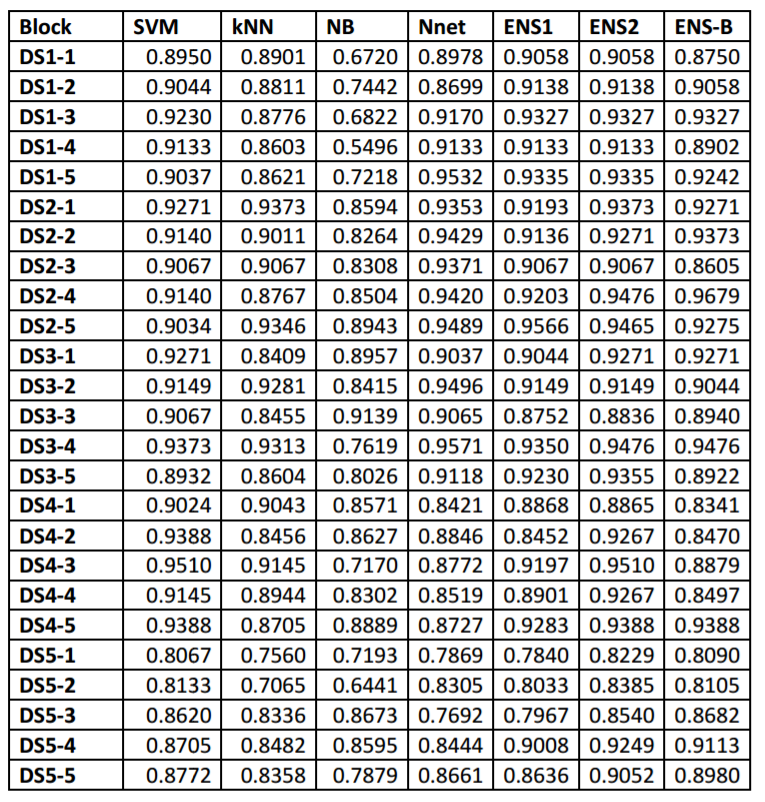 Block SVM kNN NB Nnet ENS1 ENS2 ENS-B
DS1-1 0.8950 0.8901 0.6720 0.8978 0.9058 0.9058 0.8750
DS1-2 0.9044 0.8811 0.7442 0.8699 0.9138 0.9138 0.9058
DS1-3 0.9230 0.8776 0.6822 0.9170 0.9327 0.9327 0.9327
DS1-4 0.9133 0.8603 0.5496 0.9133 0.9133 0.9133 0.8902
DS1-5 0.9037 0.8621 0.7218 0.9532 0.9335 0.9335 0.9242
DS2-1 0.9271 0.9373 0.8594 0.9353 0.9193 0.9373 0.9271
DS2-2 0.9140 0.9011 0.8264 0.9429 0.9136 0.9271 0.9373
DS2-3 0.9067 0.9067 0.8308 0.9371 0.9067 0.9067 0.8605
DS2-4 0.9140 0.8767 0.8504 0.9420 0.9203 0.9476 0.9679
DS2-5 0.9034 0.9346 0.8943 0.9489 0.9566 0.9465 0.9275
DS3-1 0.9271 0.8409 0.8957 0.9037 0.9044 0.9271 0.9271
DS3-2 0.9149 0.9281 0.8415 0.9496 0.9149 0.9149 0.9044
DS3-3 0.9067 0.8455 0.9139 0.9065 0.8752 0.8836 0.8940
DS3-4 0.9373 0.9313 0.7619 0.9571 0.9350 0.9476 0.9476
DS3-5 0.8932 0.8604 0.8026 0.9118 0.9230 0.9355 0.8922
DS4-1 0.9024 0.9043 0.8571 0.8421 0.8868 0.8865 0.8341
DS4-2 0.9388 0.8456 0.8627 0.8846 0.8452 0.9267 0.8470
DS4-3 0.9510 0.9145 0.7170 0.8772 0.9197 0.9510 0.8879
DS4-4 0.9145 0.8944 0.8302 0.8519 0.8901 0.9267 0.8497
DS4-5 0.9388 0.8705 0.8889 0.8727 0.9283 0.9388 0.9388
DS5-1 0.8067 0.7560 0.7193 0.7869 0.7840 0.8229 0.8090
DS5-2 0.8133 0.7065 0.6441 0.8305 0.8033 0.8385 0.8105
DS5-3 0.8620 0.8336 0.8673 0.7692 0.7967 0.8540 0.8682
DS5-4 0.8705 0.8482 0.8595 0.8444 0.9008 0.9249 0.9113
DS5-5 0.8772 0.8358 0.7879 0.8661 0.8636 0.9052 0.8980